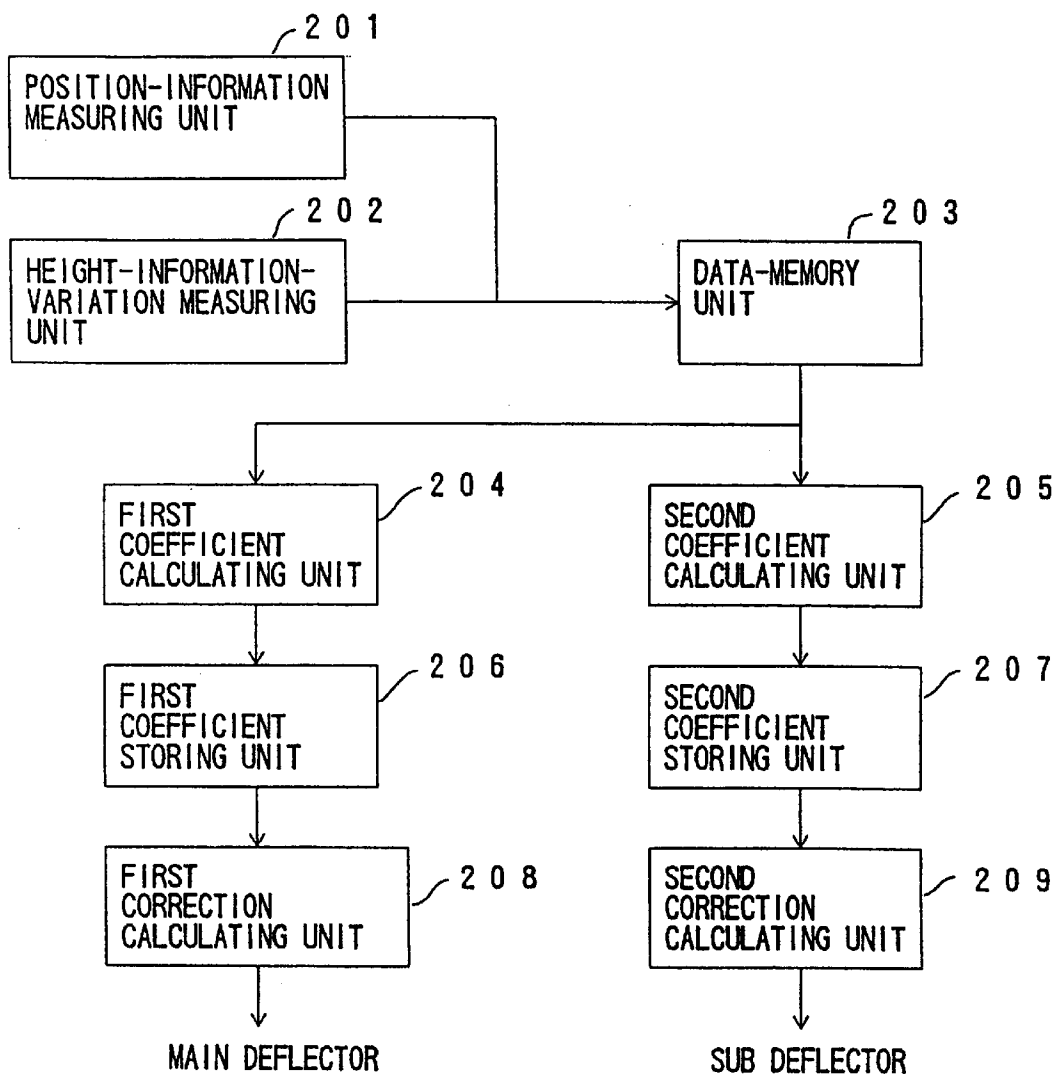 201
POSITION-INFORMATION
MEASURING UNIT
202
HEIGHT-INFORMATION-
VARIATION MEASURING
UNIT
203
DATA-MEMORY
UNIT
204
FIRST
COEFFICIENT
CALCULATING UNIT
205
SECOND
COEFFICIENT
CALCULATING UNIT
206
FIRST
COEFFICIENT
STORING UNIT
207
SECOND
COEFFICIENT
STORING UNIT
208
FIRST
CORRECTION
CALCULATING UNIT
209
SECOND
CORRECTION
CALCULATING UNIT
MAIN DEFLECTOR
SUB DEFLECTOR